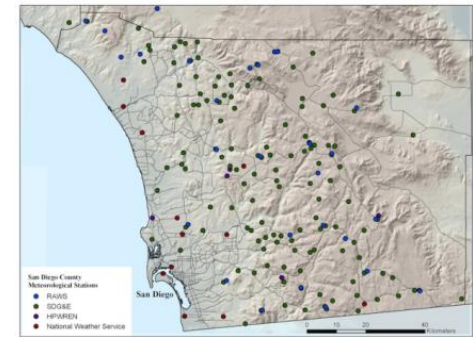 San Diego
San Diego County
Meteorological Stations
RAWS
SDG&E
HPWREN
National Weather Service
0 10 20 40
Kilometers